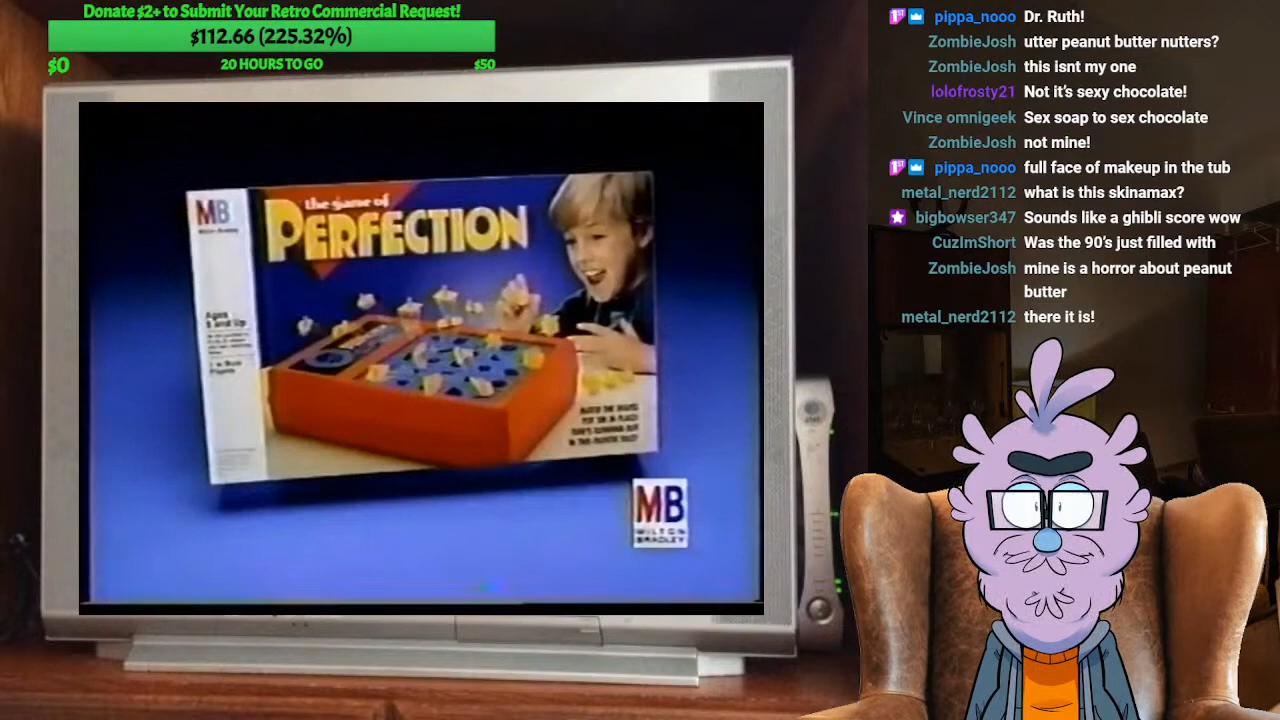 Donate $2+ to Submit Your Retro Commercial Request!
$112.66 (225.32%)
$0 20 HOURS TO GO $50
MB
Milton Bradley
the game of
PERFECTION
Ages
MB
MILTON
BRADLEY
pippa_nooo Dr. Ruth!
ZombieJosh utter peanut butter nutters?
ZombieJosh this isnt my one
lolofrosty21 Not it's sexy chocolate!
Vince omnigeek Sex soap to sex chocolate
ZombieJosh not mine!
pippa_nooo full face of makeup in the tub
metal_nerd2112 what is this skinamax?
bigbowser347 Sounds like a ghibli score wow
CuzImShort Was the 90's just filled with
ZombieJosh mine is a horror about peanut
butter
metal_nerd2112 there it is!